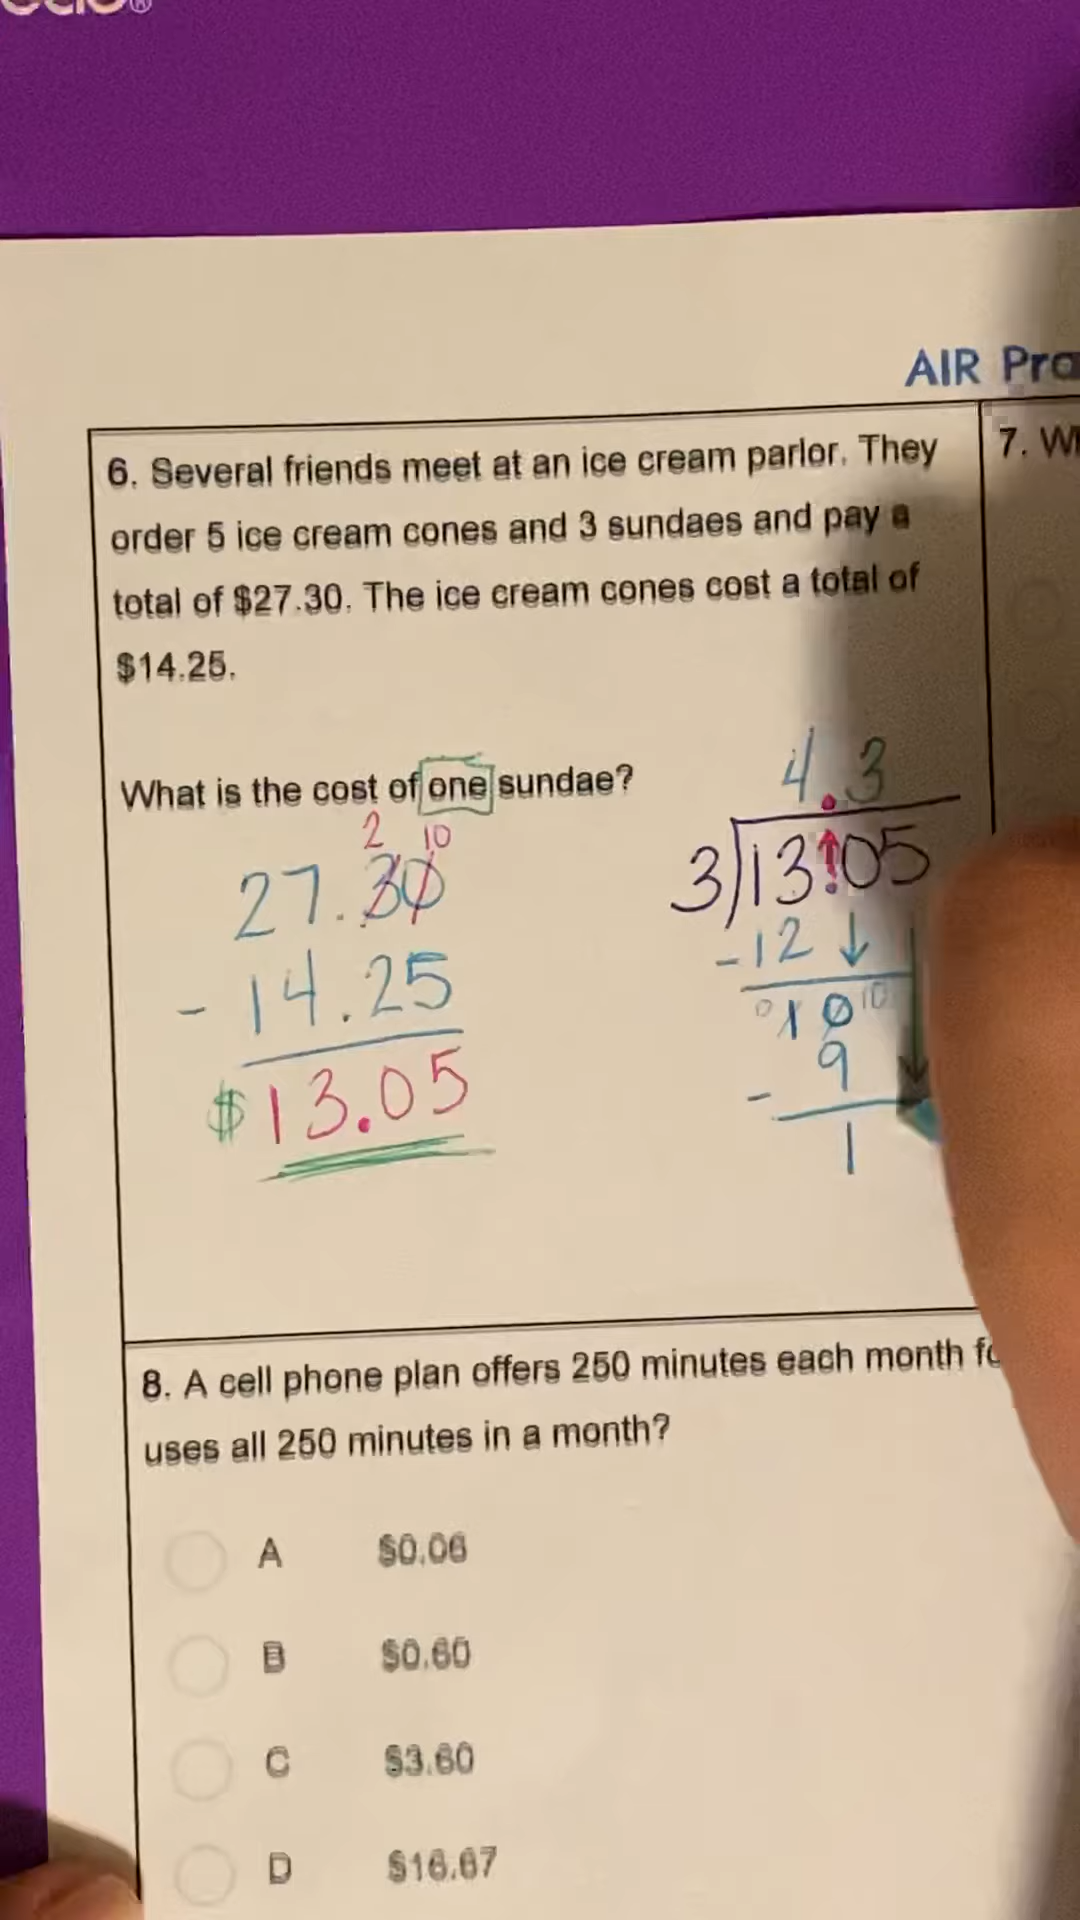 AIR Pra
6. Several friends meet at an ice cream parlor. They
order 5 ice cream cones and 3 sundaes and pay a
total of $27.30. The ice cream cones cost a total of
$14.25.
What is the cost of one sundae?
2 10
27.30
- 14.25
$13.05
4.3
3 13.05
-12
0 10 10
- 9
1
7. Wh
8. A cell phone plan offers 250 minutes each month fo
uses all 250 minutes in a month?
A $0.06
B $0.60
C $3.60
D $16.67